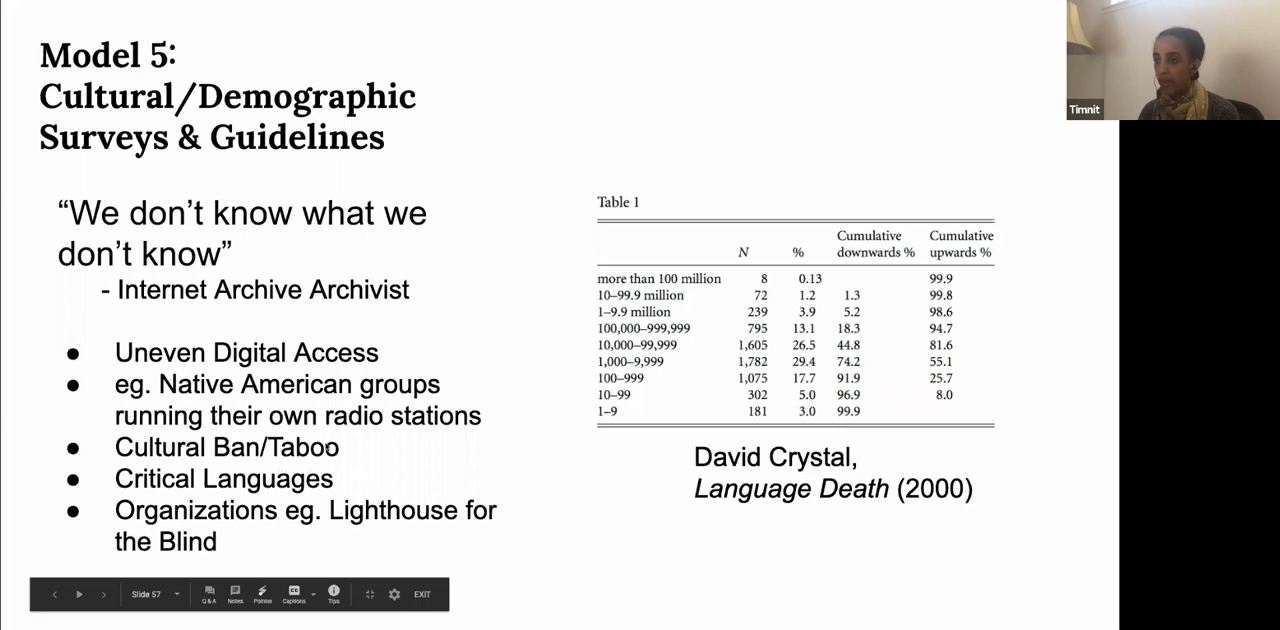 Model 5:
Cultural/Demographic
Surveys & Guidelines
“We don’t know what we
don’t know”
- Internet Archive Archivist
● Uneven Digital Access
● eg. Native American groups
running their own radio stations
● Cultural Ban/Taboo
● Critical Languages
● Organizations eg. Lighthouse for
the Blind
Table 1
Cumulative Cumulative
N % downwards % upwards %
more than 100 million 8 0.13 99.9
10–99.9 million 72 1.2 1.3 99.8
1–9.9 million 239 3.9 5.2 98.6
100,000–999,999 795 13.1 18.3 94.7
10,000–99,999 1,605 26.5 44.8 81.6
1,000–9,999 1,782 29.4 74.2 55.1
100–999 1,075 17.7 91.9 25.7
10–99 302 5.0 96.9 8.0
1–9 181 3.0 99.9
David Crystal,
Language Death (2000)
Timnit
Slide 57 Q & A Notes Pointer Captions Tips EXIT